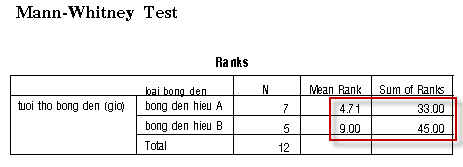 Mann-Whitney Test
Ranks
loai bong den N Mean Rank Sum of Ranks
tuoi tho bong den (gio) bong den hieu A 7 4.71 33.00
bong den hieu B 5 9.00 45.00
Total 12